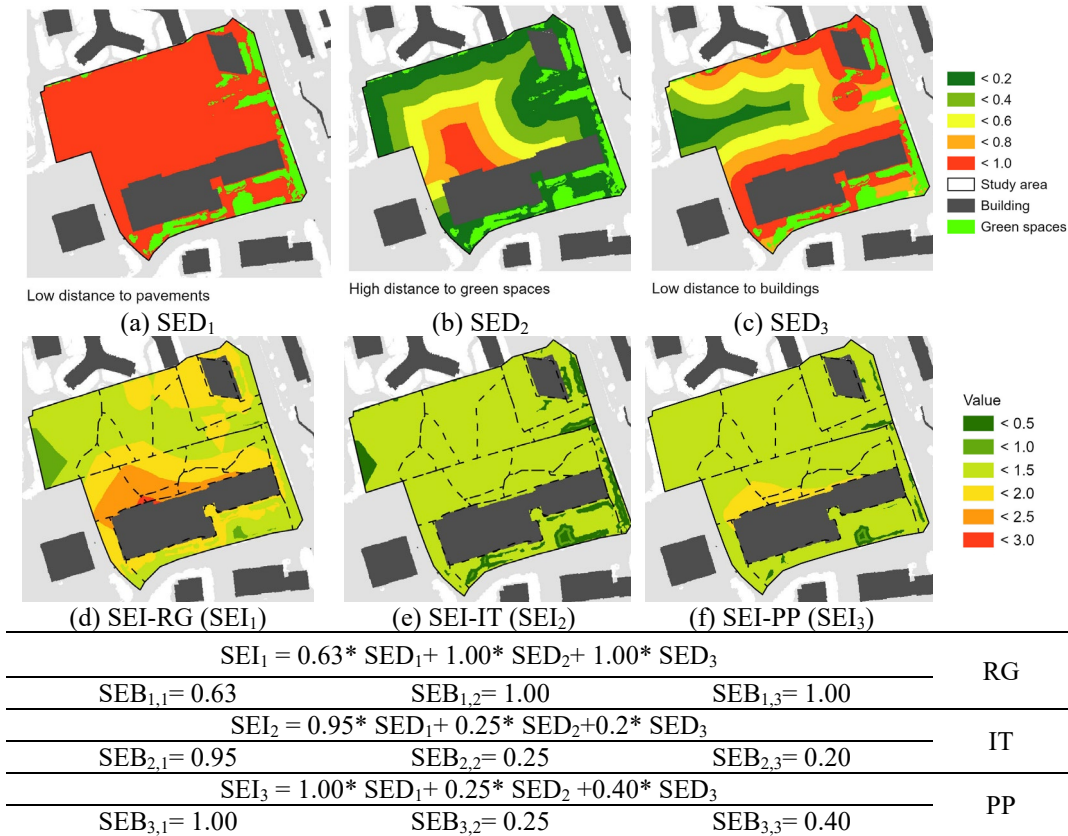 < 0.2
< 0.4
< 0.6
< 0.8
< 1.0
Study area
Building
Green spaces
Low distance to pavements
High distance to green spaces
Low distance to buildings
(a) SED₁
(b) SED₂
(c) SED₃
Value
< 0.5
< 1.0
< 1.5
< 2.0
< 2.5
< 3.0
(d) SEI-RG (SEI₁)
(e) SEI-IT (SEI₂)
(f) SEI-PP (SEI₃)
SEI₁ = 0.63* SED₁+ 1.00* SED₂+ 1.00* SED₃
RG
SEB₁,₁= 0.63 SEB₁,₂= 1.00 SEB₁,₃= 1.00
SEI₂ = 0.95* SED₁+ 0.25* SED₂+0.2* SED₃
IT
SEB₂,₁= 0.95 SEB₂,₂= 0.25 SEB₂,₃= 0.20
SEI₃ = 1.00* SED₁+ 0.25* SED₂ +0.40* SED₃
PP
SEB₃,₁= 1.00 SEB₃,₂= 0.25 SEB₃,₃= 0.40